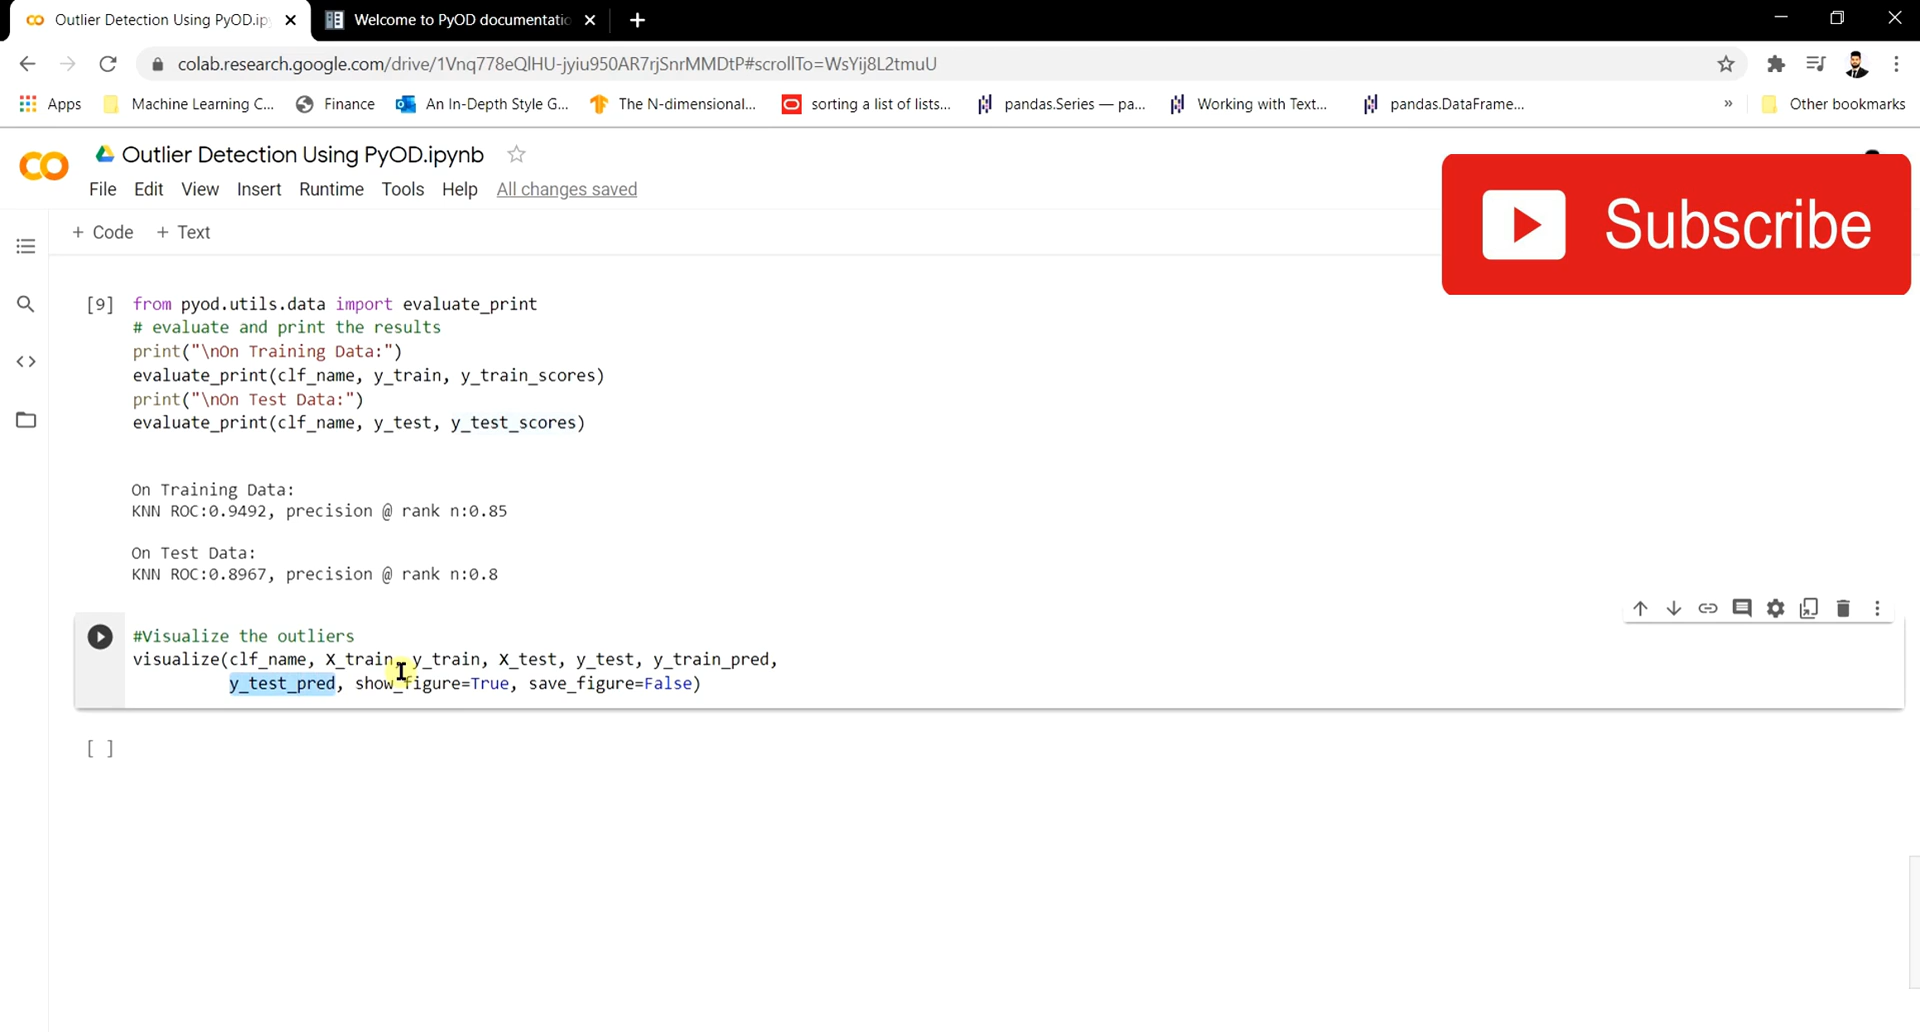 Outlier Detection Using PyOD.ip
Welcome to PyOD documentatio
colab.research.google.com/drive/1Vnq778eQlHU-jyiu950AR7rjSnrMMDtP#scrollTo=WsYij8L2tmuU
Apps Machine Learning C... Finance An In-Depth Style G... The N-dimensional... sorting a list of lists... pandas.Series — pa... Working with Text... pandas.DataFrame... » Other bookmarks
CO Outlier Detection Using PyOD.ipynb
File Edit View Insert Runtime Tools Help All changes saved
Subscribe
+ Code + Text
[9] from pyod.utils.data import evaluate_print
# evaluate and print the results
print("\nOn Training Data:")
evaluate_print(clf_name, y_train, y_train_scores)
print("\nOn Test Data:")
evaluate_print(clf_name, y_test, y_test_scores)
On Training Data:
KNN ROC:0.9492, precision @ rank n:0.85
On Test Data:
KNN ROC:0.8967, precision @ rank n:0.8
#Visualize the outliers
visualize(clf_name, X_train, y_train, X_test, y_test, y_train_pred,
y_test_pred, show_figure=True, save_figure=False)
[ ]